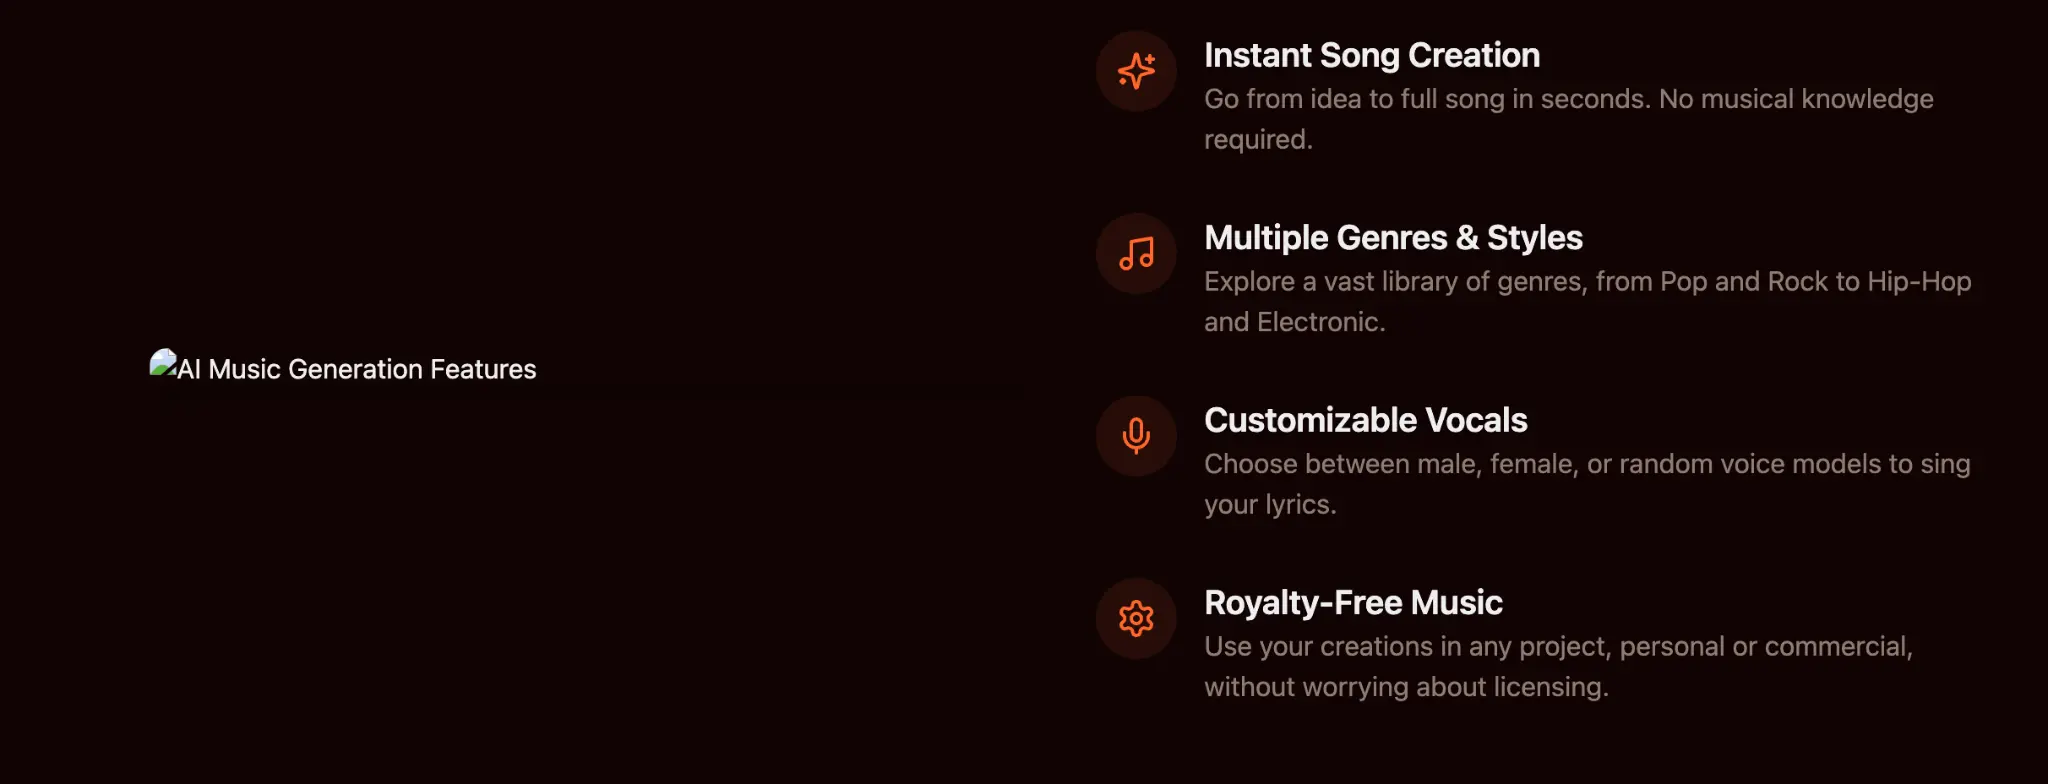 AI Music Generation Features
Instant Song Creation
Go from idea to full song in seconds. No musical knowledge
required.
Multiple Genres & Styles
Explore a vast library of genres, from Pop and Rock to Hip-Hop
and Electronic.
Customizable Vocals
Choose between male, female, or random voice models to sing
your lyrics.
Royalty-Free Music
Use your creations in any project, personal or commercial,
without worrying about licensing.